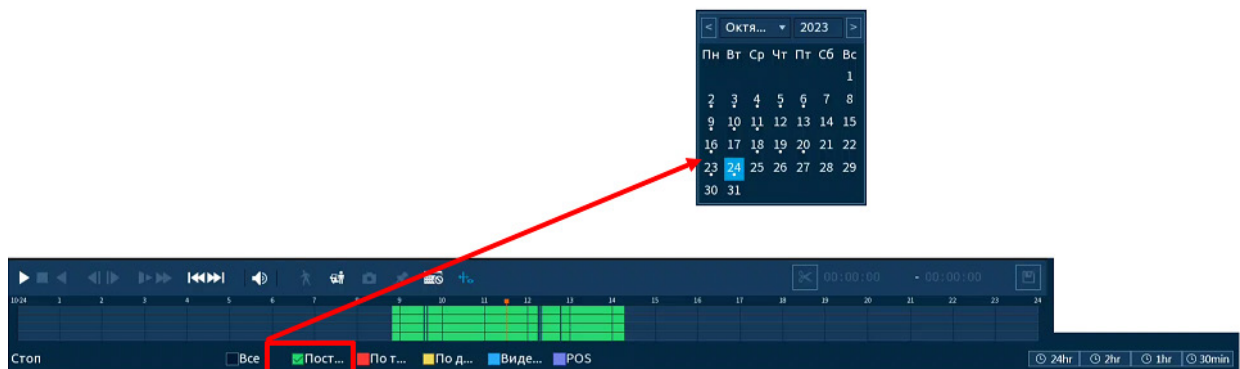 < Октя... 2023 >
Пн Вт Ср Чт Пт Сб Вс
1
2 3 4 5 6 7 8
9 10 11 12 13 14 15
16 17 18 19 20 21 22
23 24 25 26 27 28 29
30 31
00:00:00 - 00:00:00
10-24 1 2 3 4 5 6 7 8 9 10 11 12 13 14 15 16 17 18 19 20 21 22 23 24
Стоп Все Пост... По т... По д... Виде... POS 24hr 2hr 1hr 30min